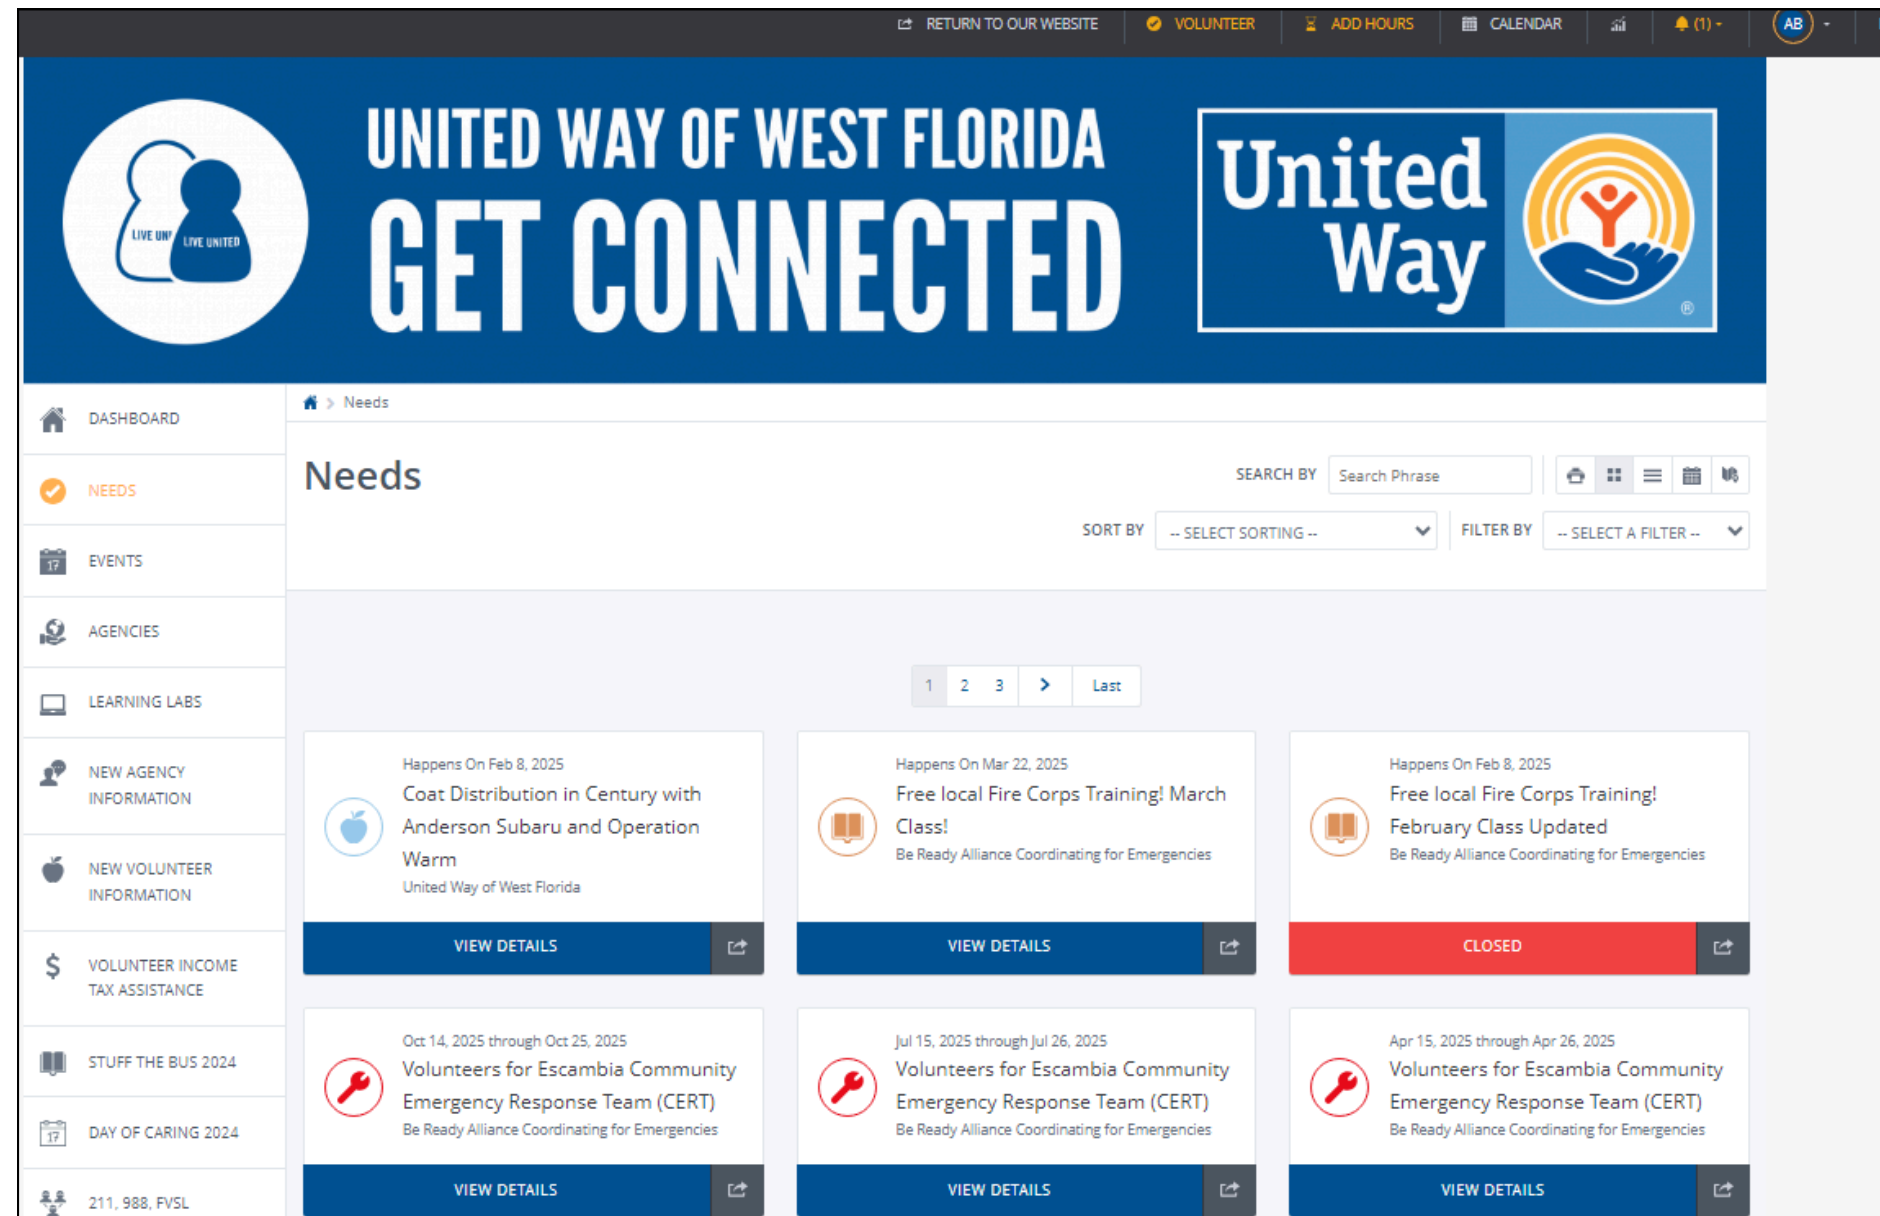 RETURN TO OUR WEBSITE VOLUNTEER ADD HOURS CALENDAR (1) AB
UNITED WAY OF WEST FLORIDA
GET CONNECTED
LIVE UNI LIVE UNITED
United
Way
®
DASHBOARD
NEEDS
17 EVENTS
AGENCIES
LEARNING LABS
NEW AGENCY
INFORMATION
NEW VOLUNTEER
INFORMATION
$ VOLUNTEER INCOME
TAX ASSISTANCE
STUFF THE BUS 2024
17 DAY OF CARING 2024
211, 988, FVSL
> Needs
Needs
SEARCH BY Search Phrase
SORT BY -- SELECT SORTING -- FILTER BY -- SELECT A FILTER --
1 2 3 > Last
Happens On Feb 8, 2025
Coat Distribution in Century with
Anderson Subaru and Operation
Warm
United Way of West Florida
VIEW DETAILS
Happens On Mar 22, 2025
Free local Fire Corps Training! March
Class!
Be Ready Alliance Coordinating for Emergencies
VIEW DETAILS
Happens On Feb 8, 2025
Free local Fire Corps Training!
February Class Updated
Be Ready Alliance Coordinating for Emergencies
CLOSED
Oct 14, 2025 through Oct 25, 2025
Volunteers for Escambia Community
Emergency Response Team (CERT)
Be Ready Alliance Coordinating for Emergencies
VIEW DETAILS
Jul 15, 2025 through Jul 26, 2025
Volunteers for Escambia Community
Emergency Response Team (CERT)
Be Ready Alliance Coordinating for Emergencies
VIEW DETAILS
Apr 15, 2025 through Apr 26, 2025
Volunteers for Escambia Community
Emergency Response Team (CERT)
Be Ready Alliance Coordinating for Emergencies
VIEW DETAILS